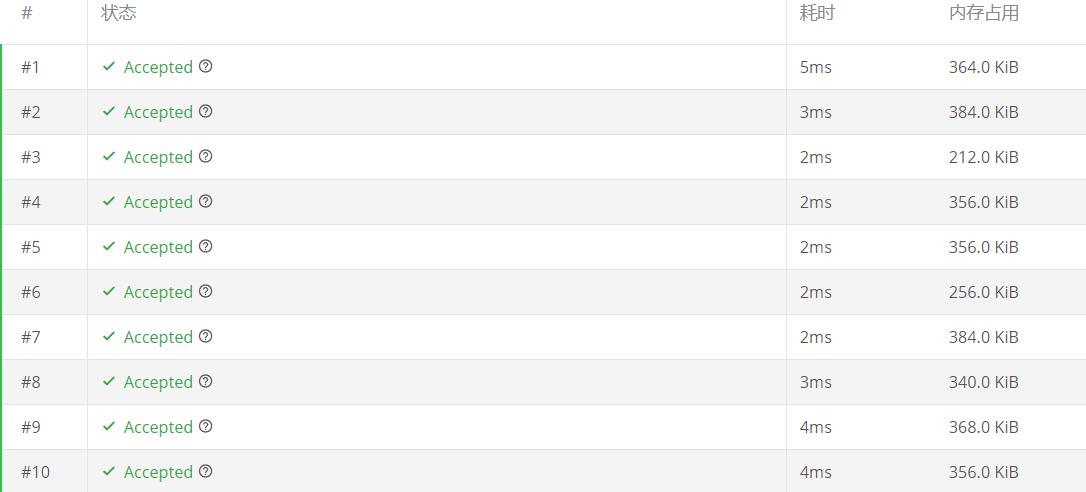 # 状态 耗时 内存占用
#1 Accepted 5ms 364.0 KiB
#2 Accepted 3ms 384.0 KiB
#3 Accepted 2ms 212.0 KiB
#4 Accepted 2ms 356.0 KiB
#5 Accepted 2ms 356.0 KiB
#6 Accepted 2ms 256.0 KiB
#7 Accepted 2ms 384.0 KiB
#8 Accepted 3ms 340.0 KiB
#9 Accepted 4ms 368.0 KiB
#10 Accepted 4ms 356.0 KiB